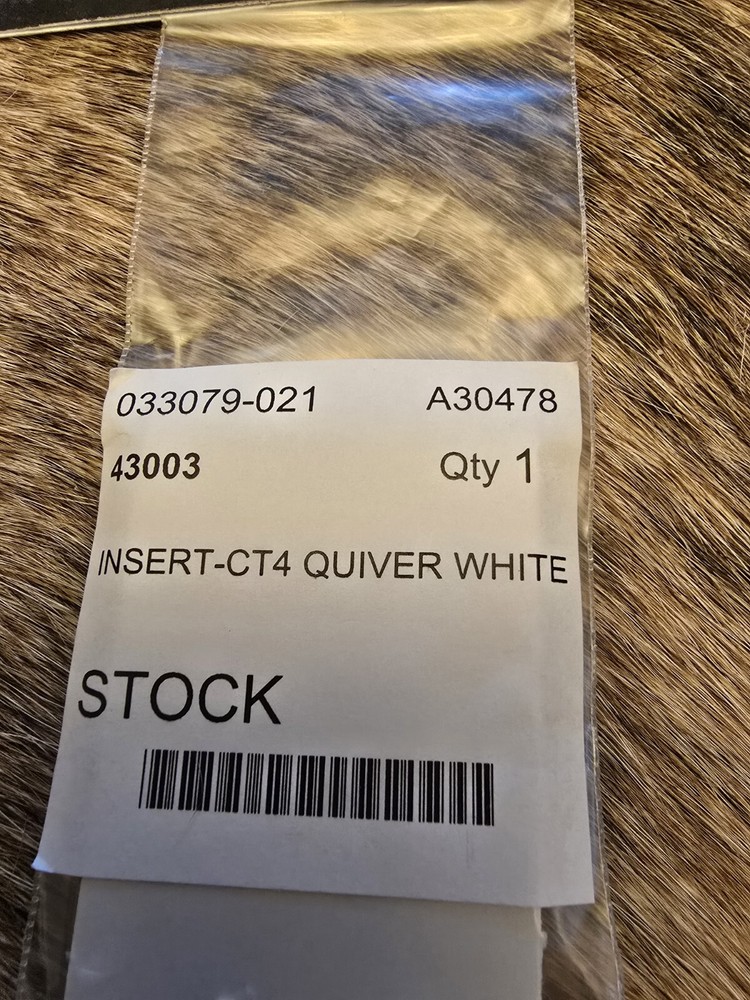 033079-021 A30478
43003 Qty 1
INSERT-CT4 QUIVER WHITE
STOCK